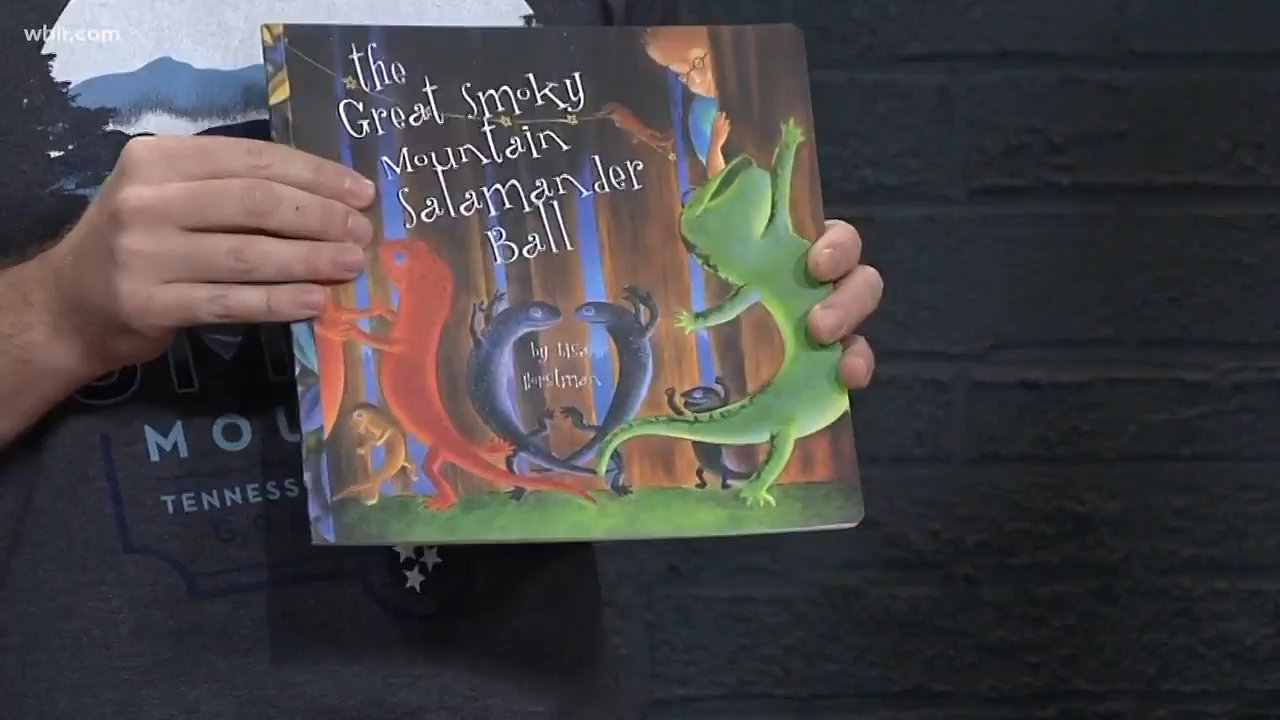 wbir.com
the
Great Smoky
Mountain
Salamander
Ball
by Lisa
Horstman
MOU
TENNESS